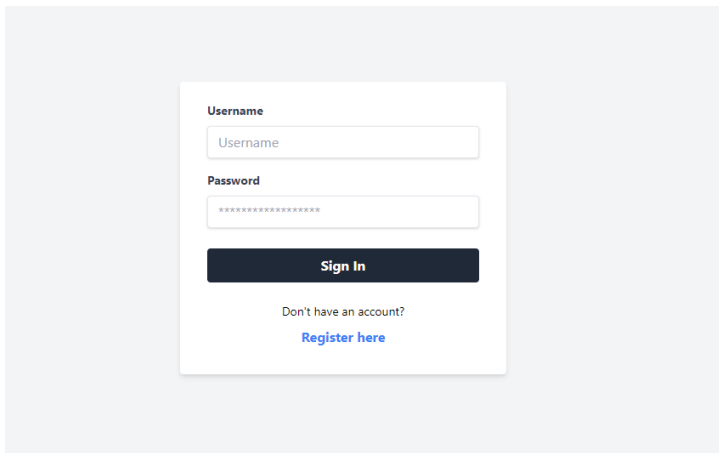 Username
Username
Password
******************
Sign In
Don't have an account?
Register here